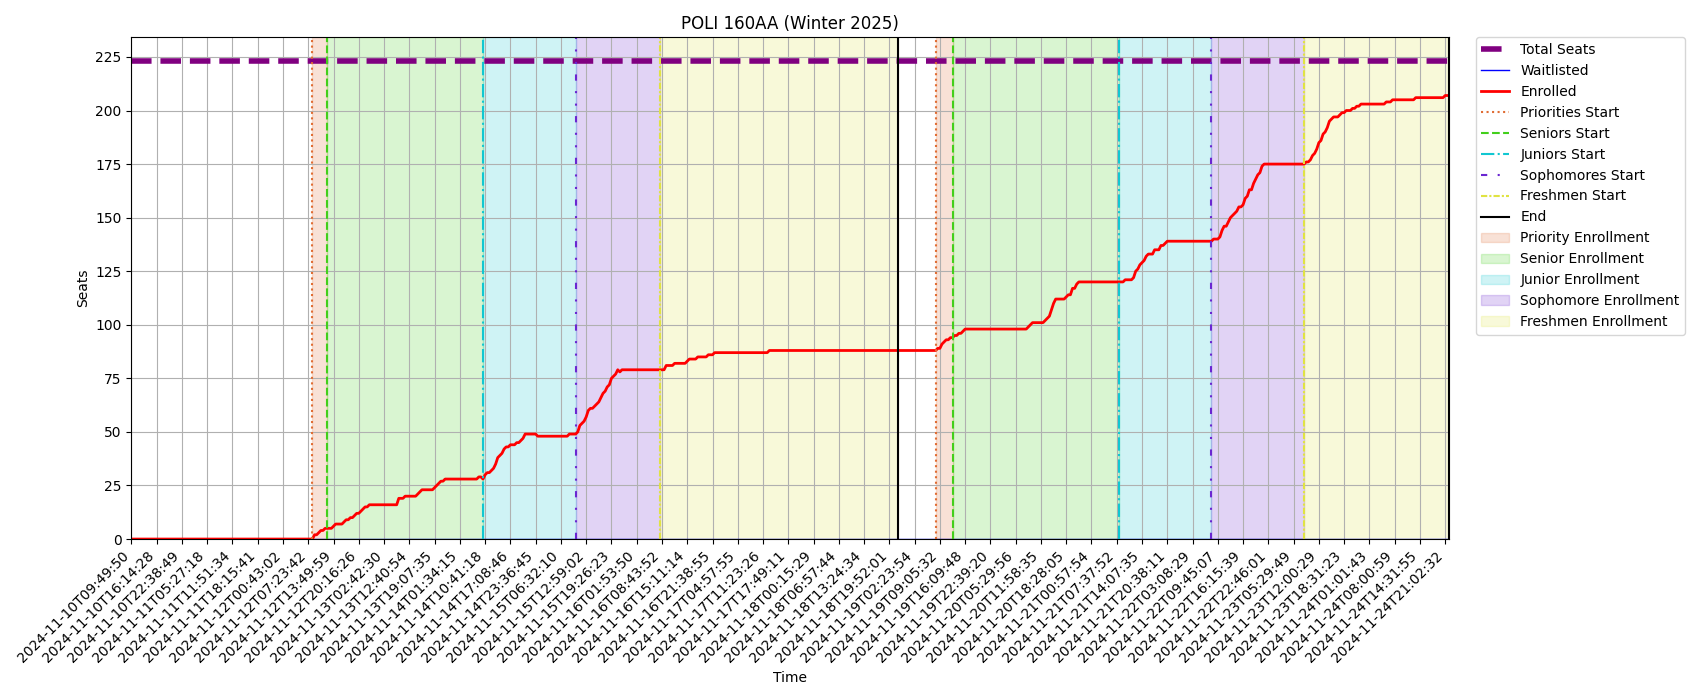 POLI 160AA (Winter 2025)
Seats
225
200
175
150
125
100
75
50
25
0
2024-11-10T09:49:50
2024-11-10T16:14:28
2024-11-10T22:38:49
2024-11-11T05:27:18
2024-11-11T11:51:34
2024-11-11T18:15:41
2024-11-12T00:43:02
2024-11-12T07:23:42
2024-11-12T13:49:59
2024-11-12T20:16:26
2024-11-13T02:42:30
2024-11-13T12:40:54
2024-11-13T19:07:35
2024-11-14T01:34:15
2024-11-14T10:41:18
2024-11-14T17:08:46
2024-11-14T23:36:45
2024-11-15T06:32:10
2024-11-15T12:59:02
2024-11-15T19:26:23
2024-11-16T01:53:50
2024-11-16T08:43:52
2024-11-16T15:11:14
2024-11-16T21:38:55
2024-11-17T04:57:55
2024-11-17T11:23:26
2024-11-17T17:49:11
2024-11-18T00:15:29
2024-11-18T06:57:44
2024-11-18T13:24:34
2024-11-18T19:52:01
2024-11-19T02:23:54
2024-11-19T09:05:32
2024-11-19T16:09:48
2024-11-19T22:39:20
2024-11-20T05:29:56
2024-11-20T11:58:35
2024-11-20T18:28:05
2024-11-21T00:57:54
2024-11-21T07:37:52
2024-11-21T14:07:35
2024-11-21T20:38:11
2024-11-22T03:08:29
2024-11-22T09:45:07
2024-11-22T16:15:39
2024-11-22T22:46:01
2024-11-23T05:29:49
2024-11-23T12:00:29
2024-11-23T18:31:23
2024-11-24T01:01:43
2024-11-24T08:00:59
2024-11-24T14:31:55
2024-11-24T21:02:32
Time
Total Seats
Waitlisted
Enrolled
Priorities Start
Seniors Start
Juniors Start
Sophomores Start
Freshmen Start
End
Priority Enrollment
Senior Enrollment
Junior Enrollment
Sophomore Enrollment
Freshmen Enrollment